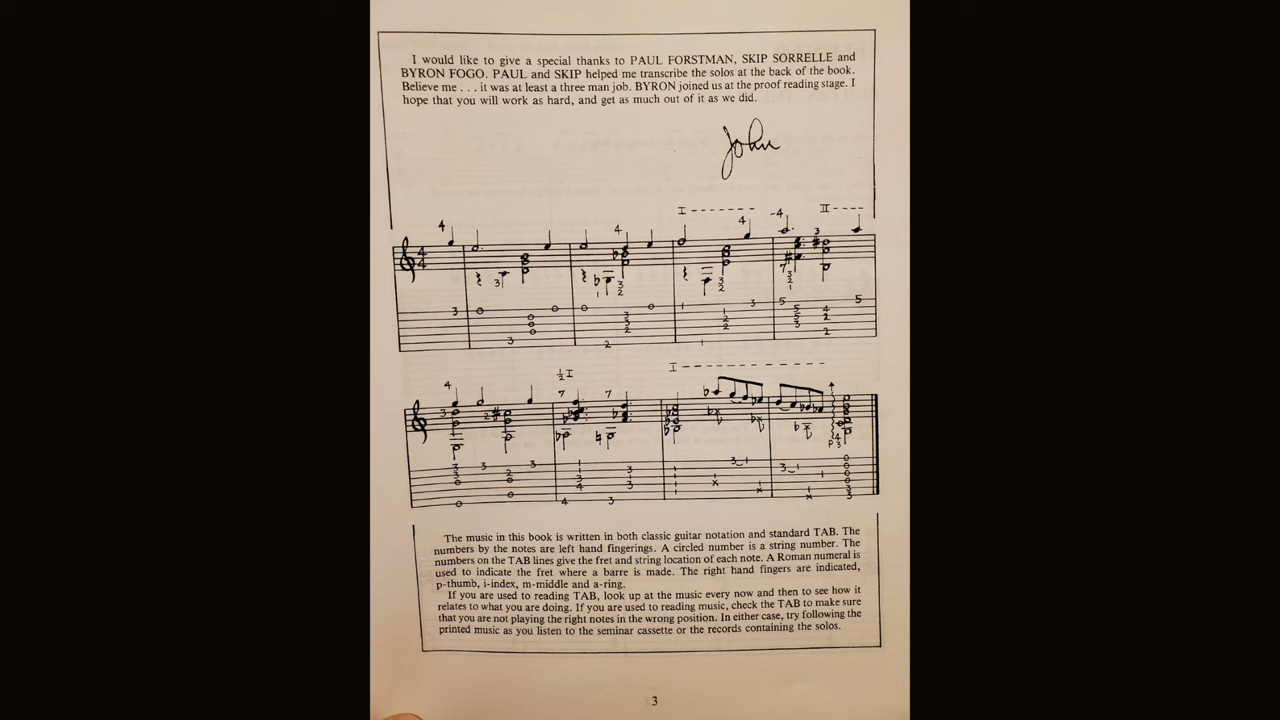 I would like to give a special thanks to PAUL FORSTMAN, SKIP SORRELLE and
BYRON FOGO. PAUL and SKIP helped me transcribe the solos at the back of the book.
Believe me . . . it was at least a three man job. BYRON joined us at the proof reading stage. I
hope that you will work as hard, and get as much out of it as we did.
John
The music in this book is written in both classic guitar notation and standard TAB. The
numbers by the notes are left hand fingerings. A circled number is a string number. The
numbers on the TAB lines give the fret and string location of each note. A Roman numeral is
used to indicate the fret where a barre is made. The right hand fingers are indicated,
p-thumb, i-index, m-middle and a-ring.
If you are used to reading TAB, look up at the music every now and then to see how it
relates to what you are doing. If you are used to reading music, check the TAB to make sure
that you are not playing the right notes in the wrong position. In either case, try following the
printed music as you listen to the seminar cassette or the records containing the solos.
3